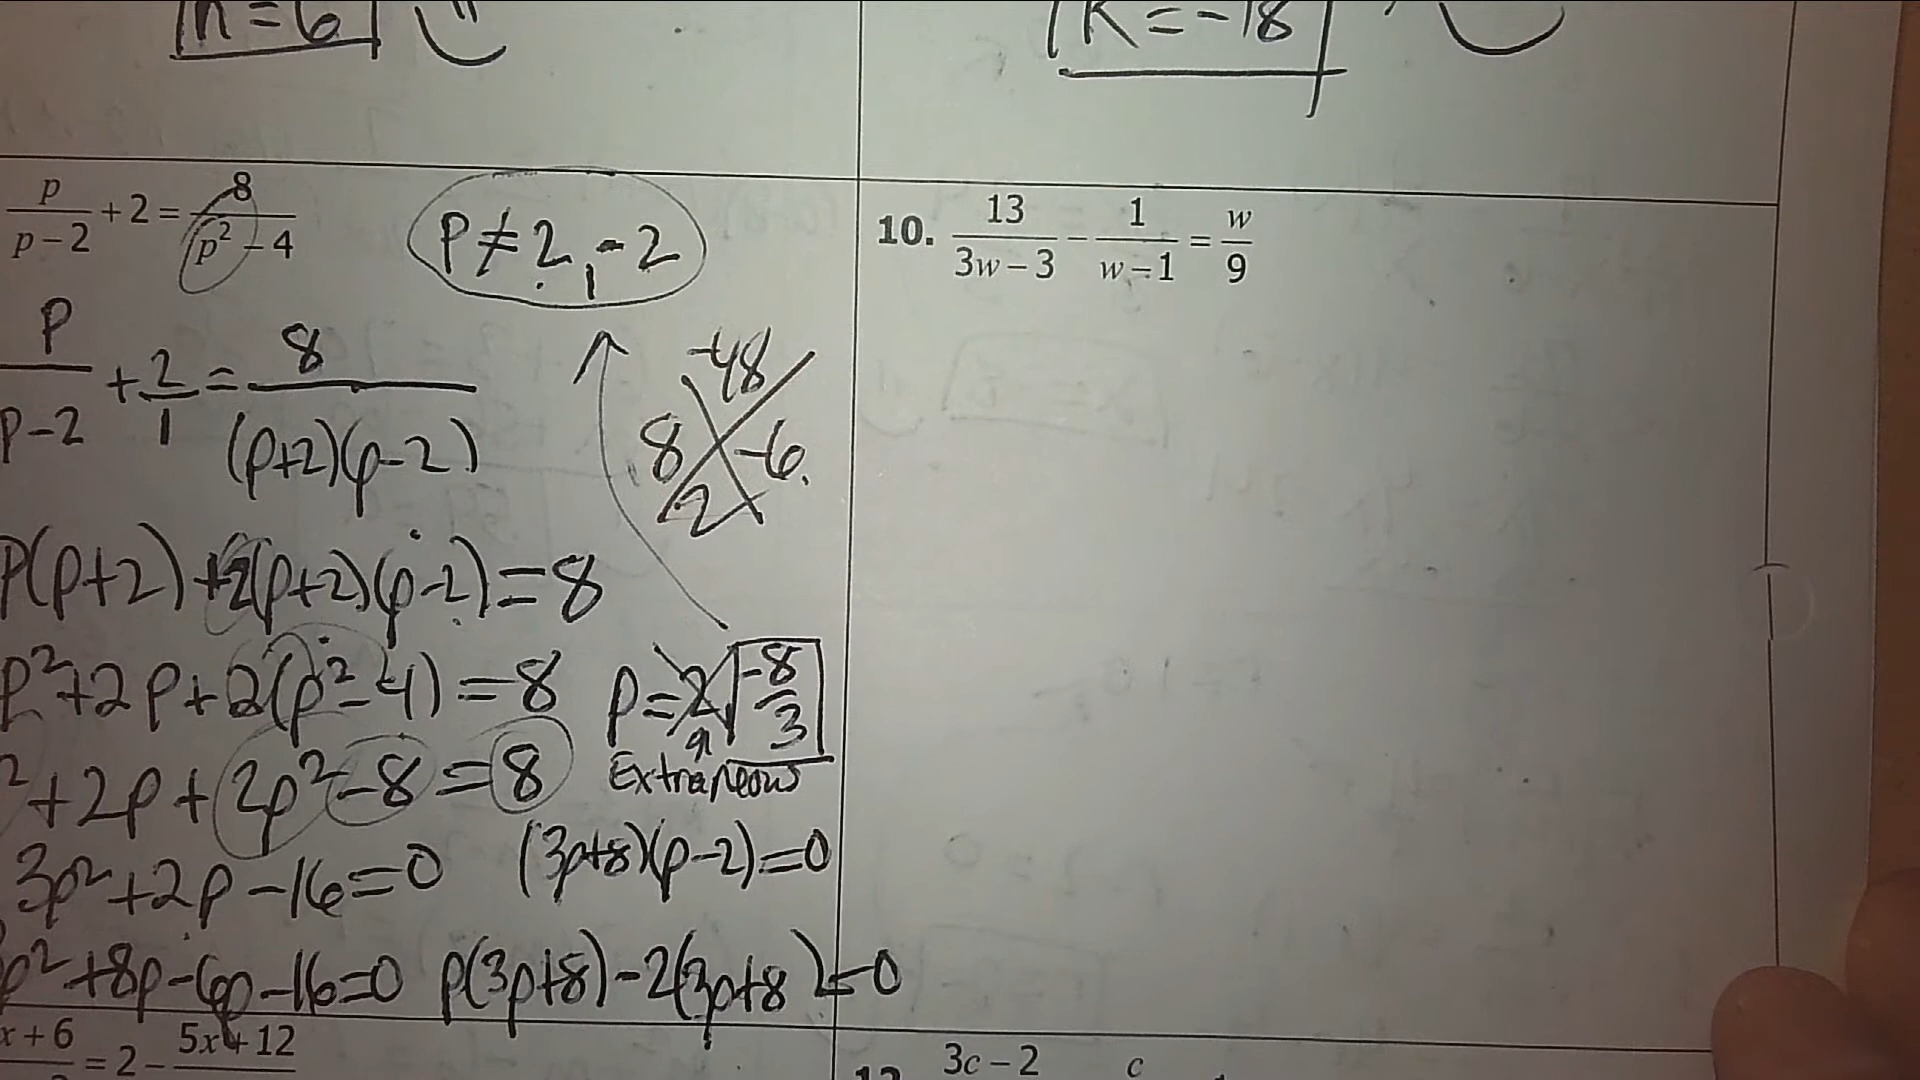 n=6
K=-18
p/(p-2) + 2 = 8/(p²-4)
P≠2,-2
P/(P-2) + 2/1 = 8/((p+2)(p-2))
-48
8 -6
2
P(p+2)+2(p+2)(p-2)=8
P²+2p+2(p²-4)=8
P=2, -8/3
Extraneous
²+2p+2p²-8=8
3p²+2p-16=0
(3p+8)(p-2)=0
p²+8p-6p-16=0
p(3p+8)-2(3p+8)=0
x+6
= 2 - 5x+12
10. 13/(3w-3) - 1/(w-1) = w/9
3c-2 c